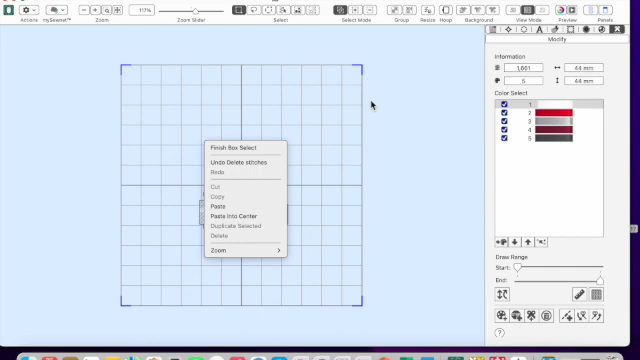 Actions
mySewnet™
Zoom
117%
Zoom Slider
Select
Select Mode
Group
Resize
Hoop
Background
View Mode
Preview
Panels
Modify
Information
1,661
44 mm
5
44 mm
Color Select
1
2
3
4
5
Draw Range
Start:
End:
Finish Box Select
Undo Delete stitches
Redo
Cut
Copy
Paste
Paste into Center
Duplicate Selected
Delete
Zoom